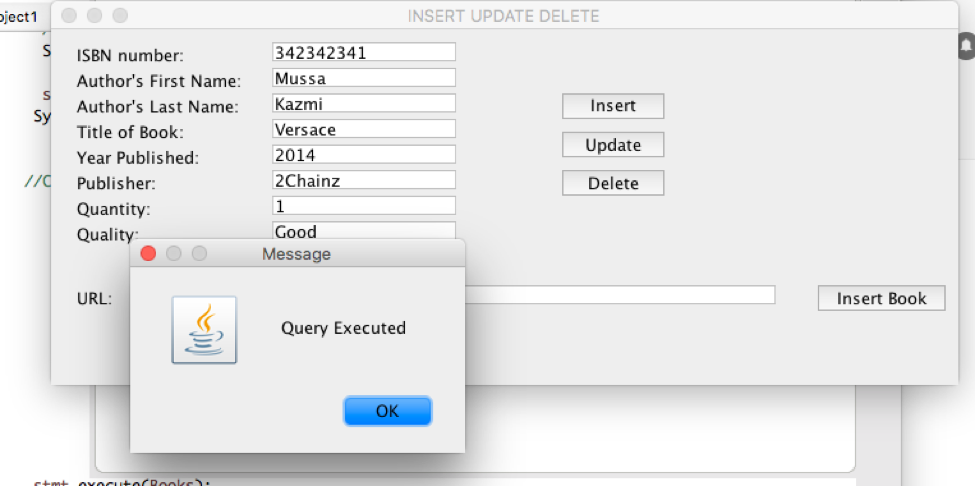 oject1
INSERT UPDATE DELETE
ISBN number: 342342341
Author's First Name: Mussa
Author's Last Name: Kazmi
Title of Book: Versace
Year Published: 2014
Publisher: 2Chainz
Quantity: 1
Quality: Good
Insert
Update
Delete
S
s
Sy
//C
Message
Query Executed
OK
URL:
Insert Book
stmt.execute(Books);